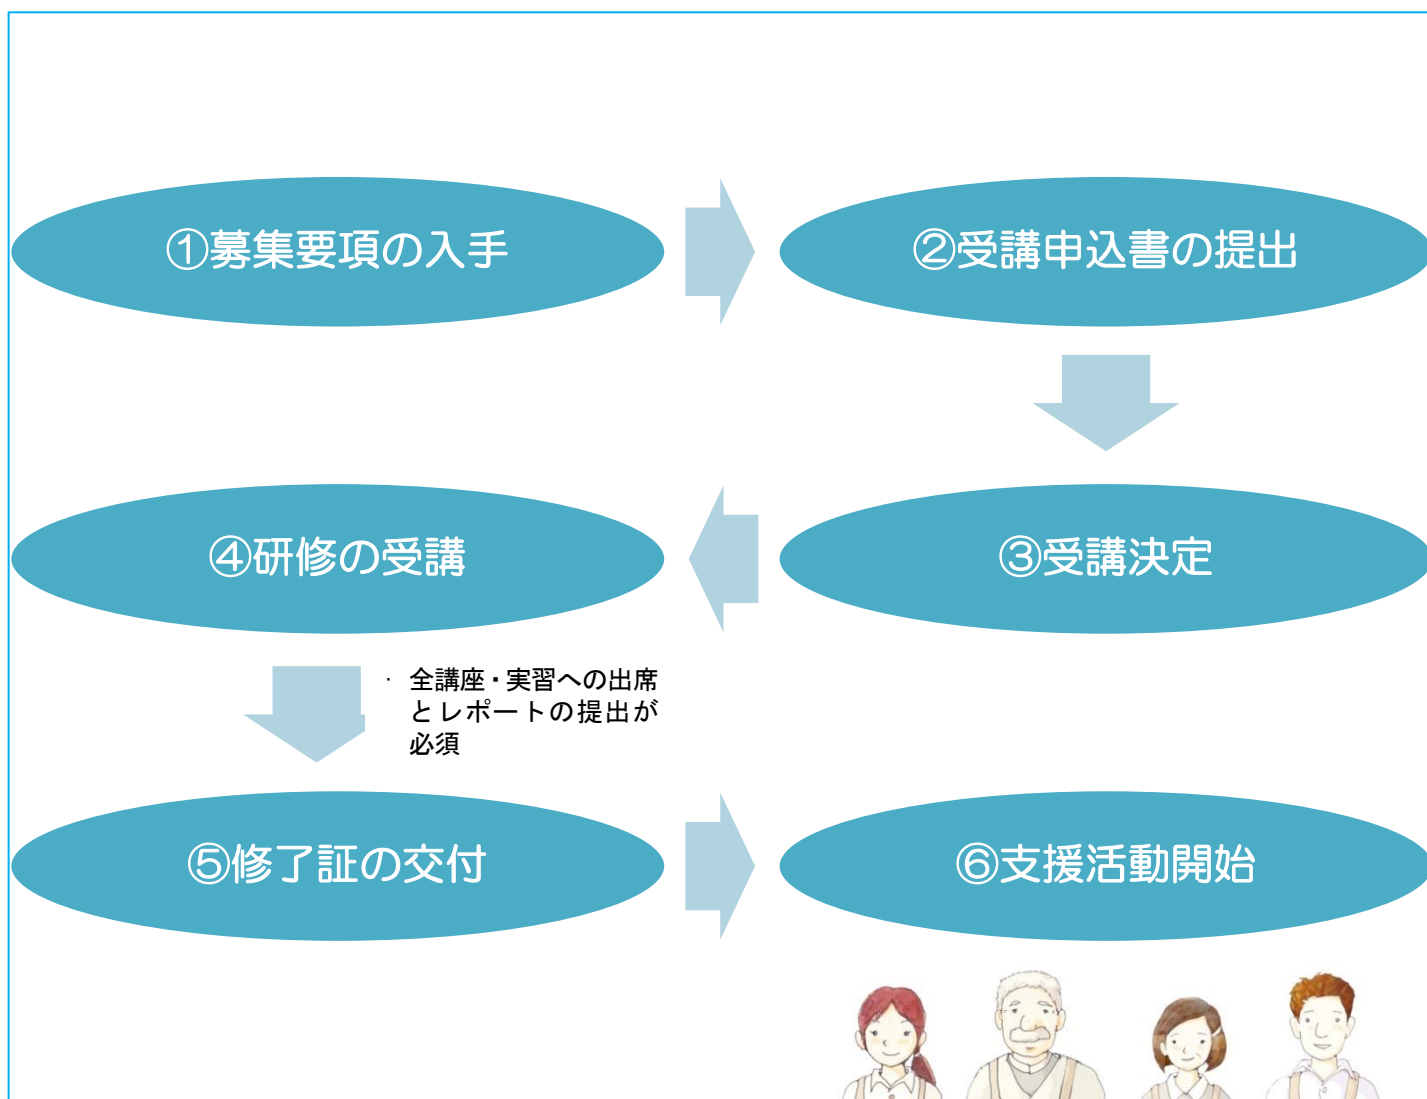 ①募集要項の入手
②受講申込書の提出
③受講決定
④研修の受講
・ 全講座・実習への出席
とレポートの提出が
必須
⑤修了証の交付
⑥支援活動開始